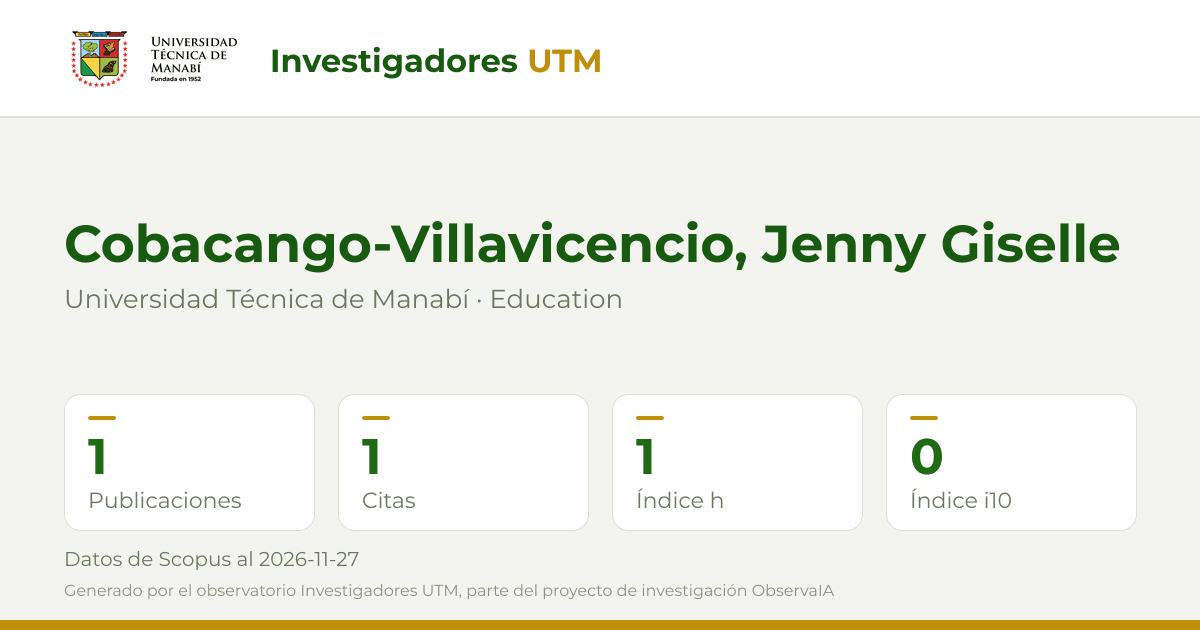 UNIVERSIDAD
TÉCNICA DE
MANABÍ
Fundada en 1952
Investigadores UTM
Cobacango-Villavicencio, Jenny Giselle
Universidad Técnica de Manabí · Education
1
Publicaciones
1
Citas
1
Índice h
0
Índice i10
Datos de Scopus al 2026-11-27
Generado por el observatorio Investigadores UTM, parte del proyecto de investigación ObservaIA